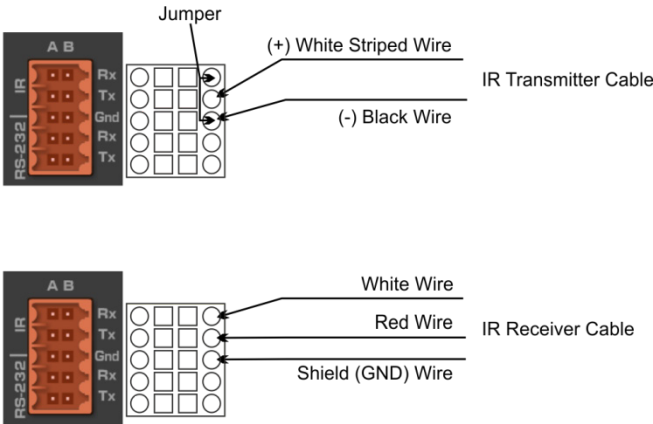 Jumper
A B
IR
RS-232
Rx
Tx
Gnd
Rx
Tx
(+) White Striped Wire
(-) Black Wire
IR Transmitter Cable
A B
IR
RS-232
Rx
Tx
Gnd
Rx
Tx
White Wire
Red Wire
Shield (GND) Wire
IR Receiver Cable